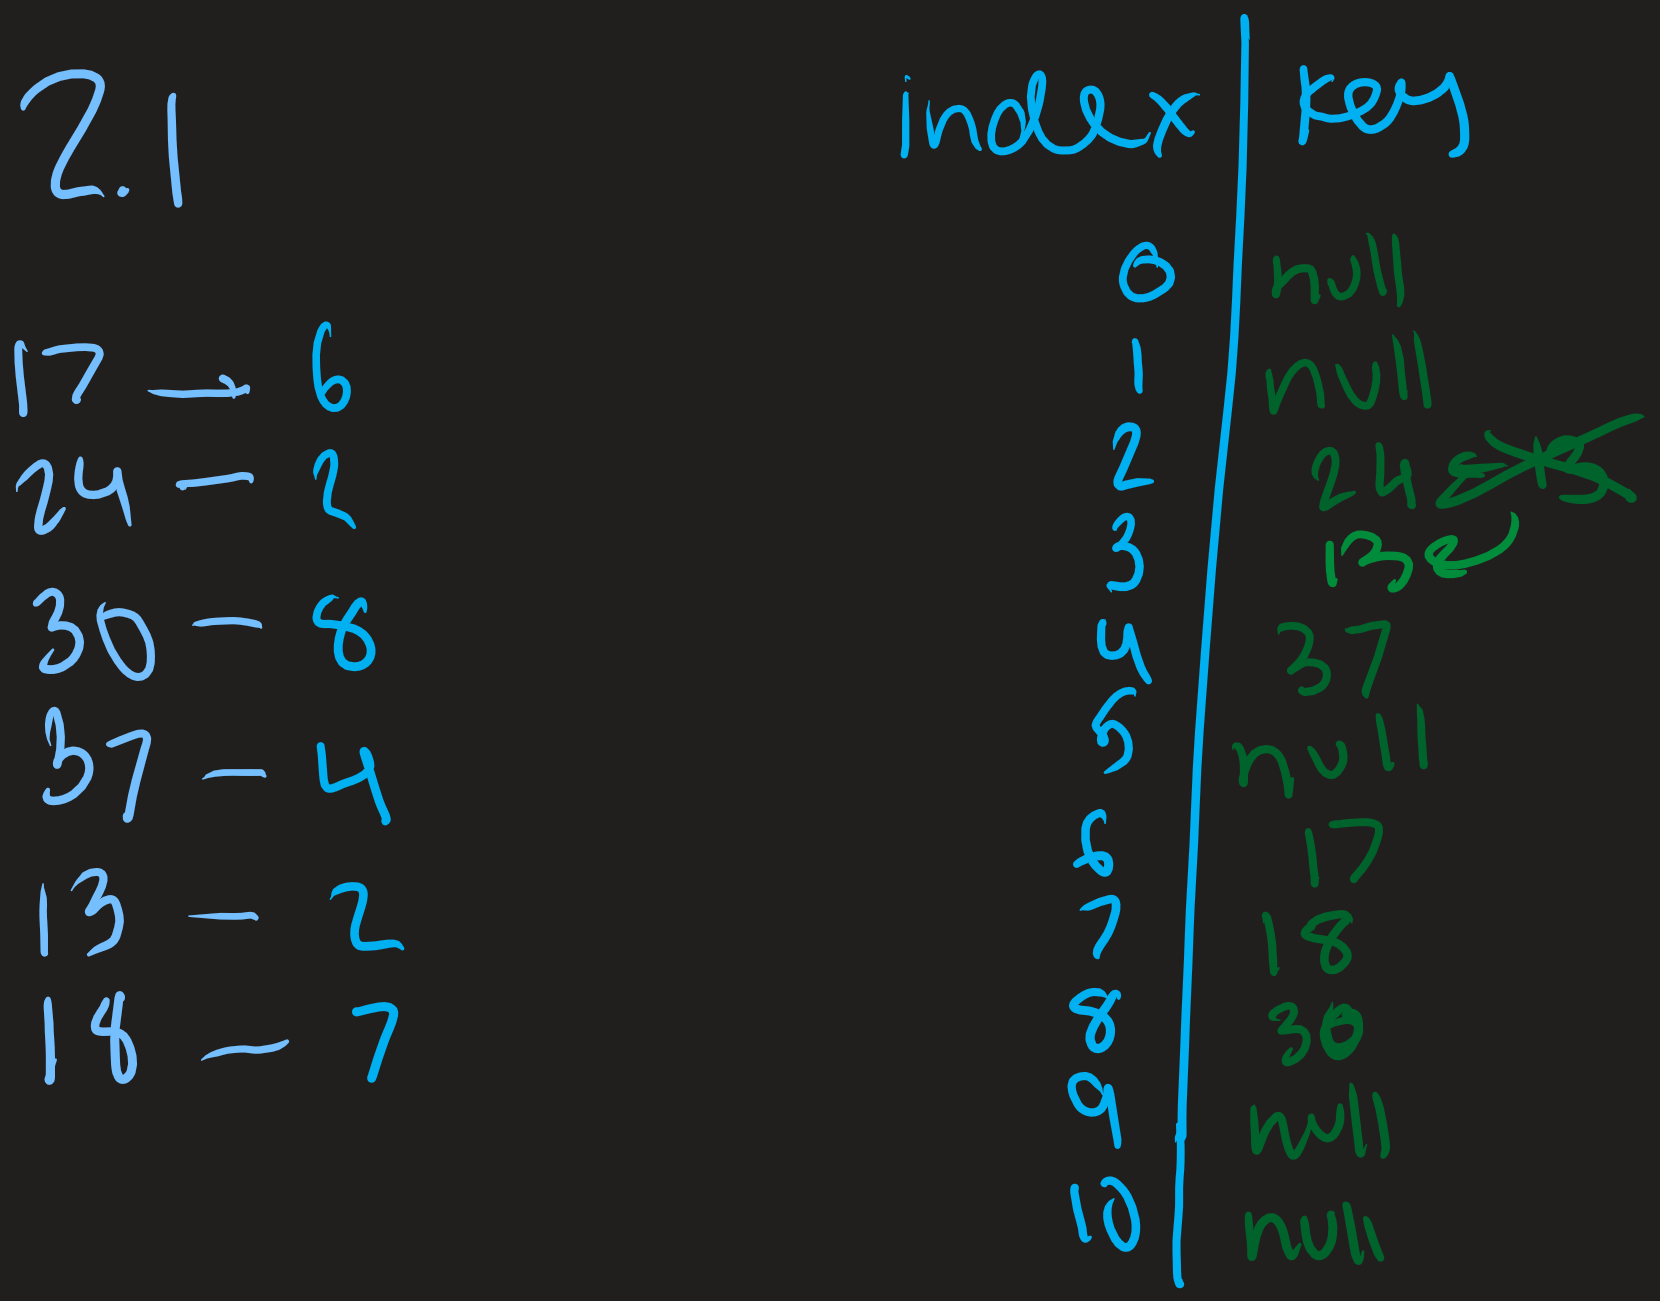 2.1
17 → 6
24 — 2
30 — 8
37 — 4
13 — 2
18 — 7
index key
0 null
1 null
2 24
3 13
4 37
5 null
6 17
7 18
8 30
9 null
10 null